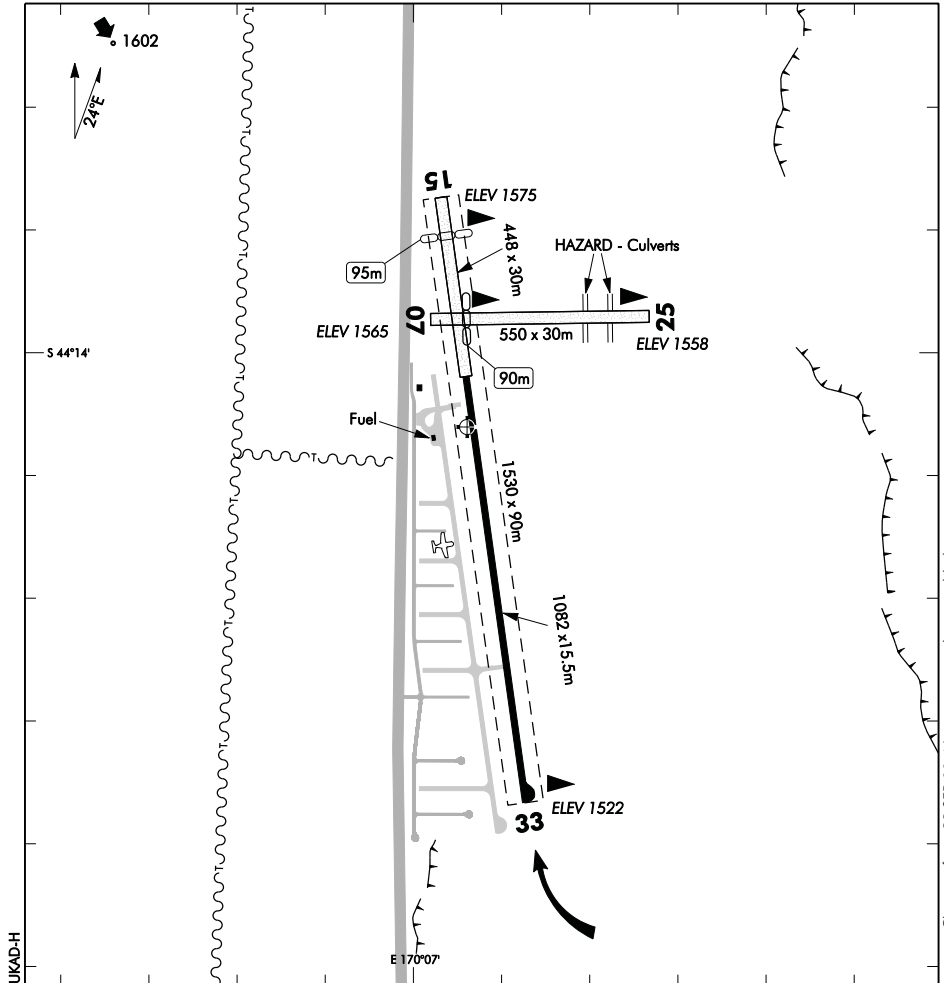 1602
24°E
15
ELEV 1575
448 x 30m
HAZARD - Culverts
95m
07
25
ELEV 1565
550 x 30m
ELEV 1558
S 44°14'
90m
Fuel
1530 x 90m
1082 x15.5m
ELEV 1522
33
E 170°07'
UKAD-H
T
T
T
T
T
T
T
T
T
T